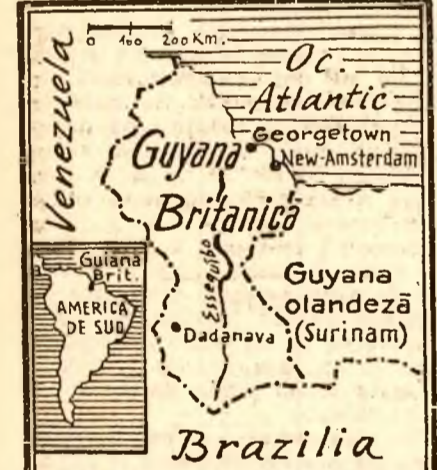 0 100 200 Km.
Venezuela
Oc.
Atlantic
Georgetown
New-Amsterdam
Guyana
Britanică
Essequibo
Guiana
Brit.
AMERICA
DE SUD
Guyana
olandeză
(Surinam)
Dadanava
Brazilia